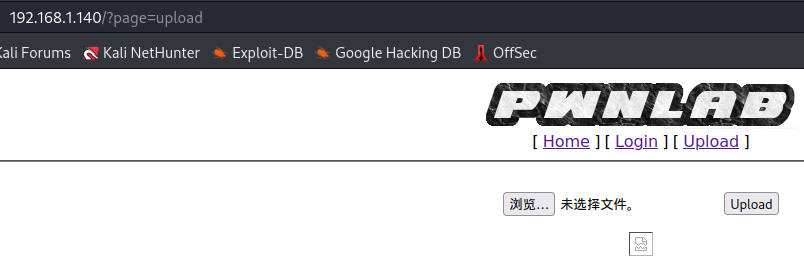 192.168.1.140/?page=upload
Kali Forums Kali NetHunter Exploit-DB Google Hacking DB OffSec
PWNLAB
[ Home ] [ Login ] [ Upload ]
浏览... 未选择文件。 Upload